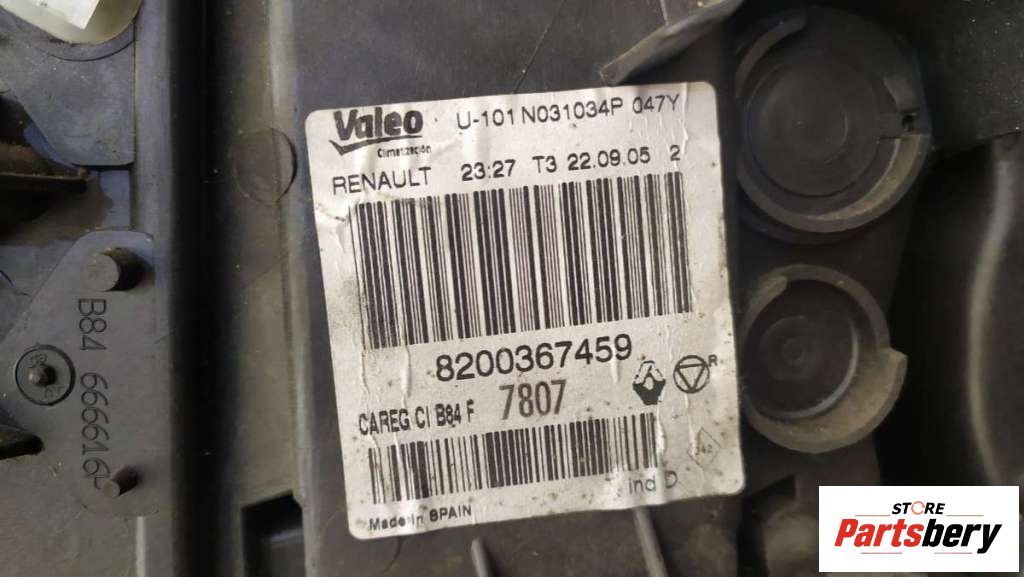 Valeo U-101 N031034P 047Y
Climatización
RENAULT 23:27 T3 22.09.05 2
8200367459
CAREG CI B84 F 7807
R
ind D
Made in SPAIN
B84 666616
STORE
Partsbery